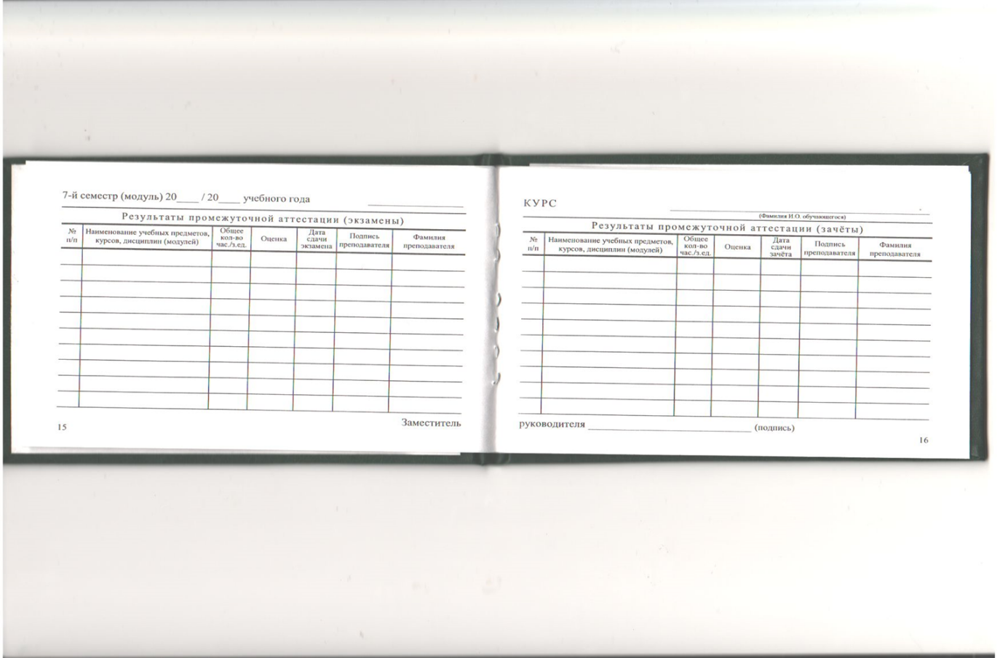 7-й семестр (модуль) 20____ / 20____ учебного года
Результаты промежуточной аттестации (экзамены)
№ п/п
Наименование учебных предметов, курсов, дисциплин (модулей)
Общее кол-во час./з.ед.
Оценка
Дата сдачи экзамена
Подпись преподавателя
Фамилия преподавателя
15
Заместитель
КУРС
(Фамилия И.О. обучающегося)
Результаты промежуточной аттестации (зачёты)
№ п/п
Наименование учебных предметов, курсов, дисциплин (модулей)
Общее кол-во час./з.ед.
Оценка
Дата сдачи зачёта
Подпись преподавателя
Фамилия преподавателя
руководителя ______________________________ (подпись)
16